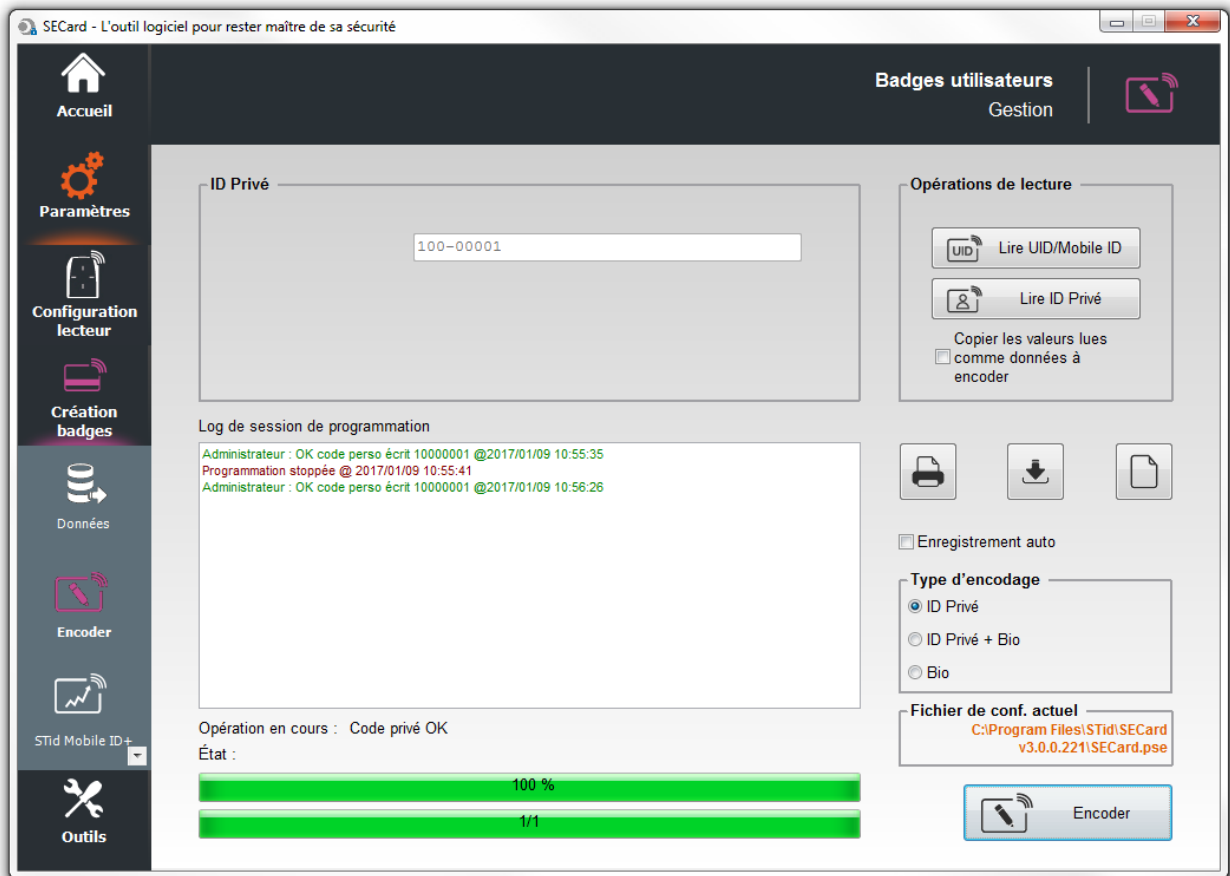 SECard - L'outil logiciel pour rester maître de sa sécurité
Accueil
Badges utilisateurs
Gestion
Paramètres
Configuration
lecteur
Création
badges
Données
Encoder
STid Mobile ID+
Outils
ID Privé
100-00001
Opérations de lecture
UID
Lire UID/Mobile ID
Lire ID Privé
Copier les valeurs lues
comme données à
encoder
Log de session de programmation
Administrateur : OK code perso écrit 10000001 @2017/01/09 10:55:35
Programmation stoppée @ 2017/01/09 10:55:41
Administrateur : OK code perso écrit 10000001 @2017/01/09 10:56:26
Enregistrement auto
Type d'encodage
ID Privé
ID Privé + Bio
Bio
Opération en cours : Code privé OK
État :
100 %
1/1
Fichier de conf. actuel
C:\Program Files\STid\SECard
v3.0.0.221\SECard.pse
Encoder